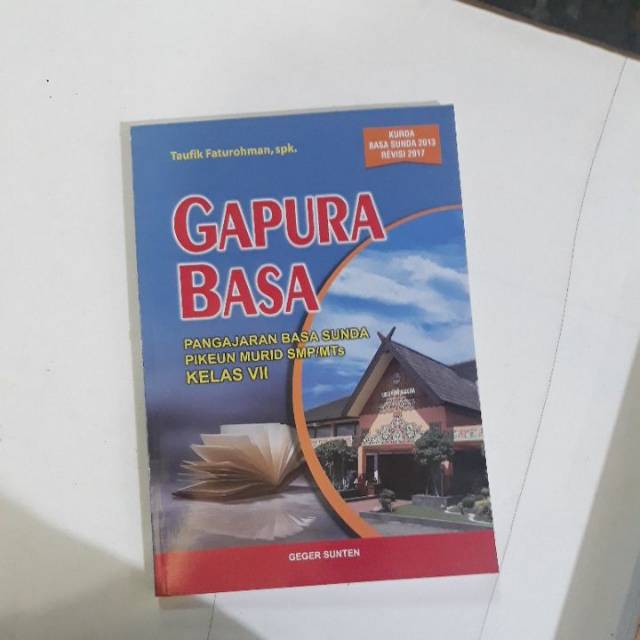 Taufik Faturohman, spk.
KURDA
BASA SUNDA 2013
REVISI 2017
GAPURA
BASA
PANGAJARAN BASA SUNDA
PIKEUN MURID SMP/MTs
KELAS VII
GEGER SUNTEN